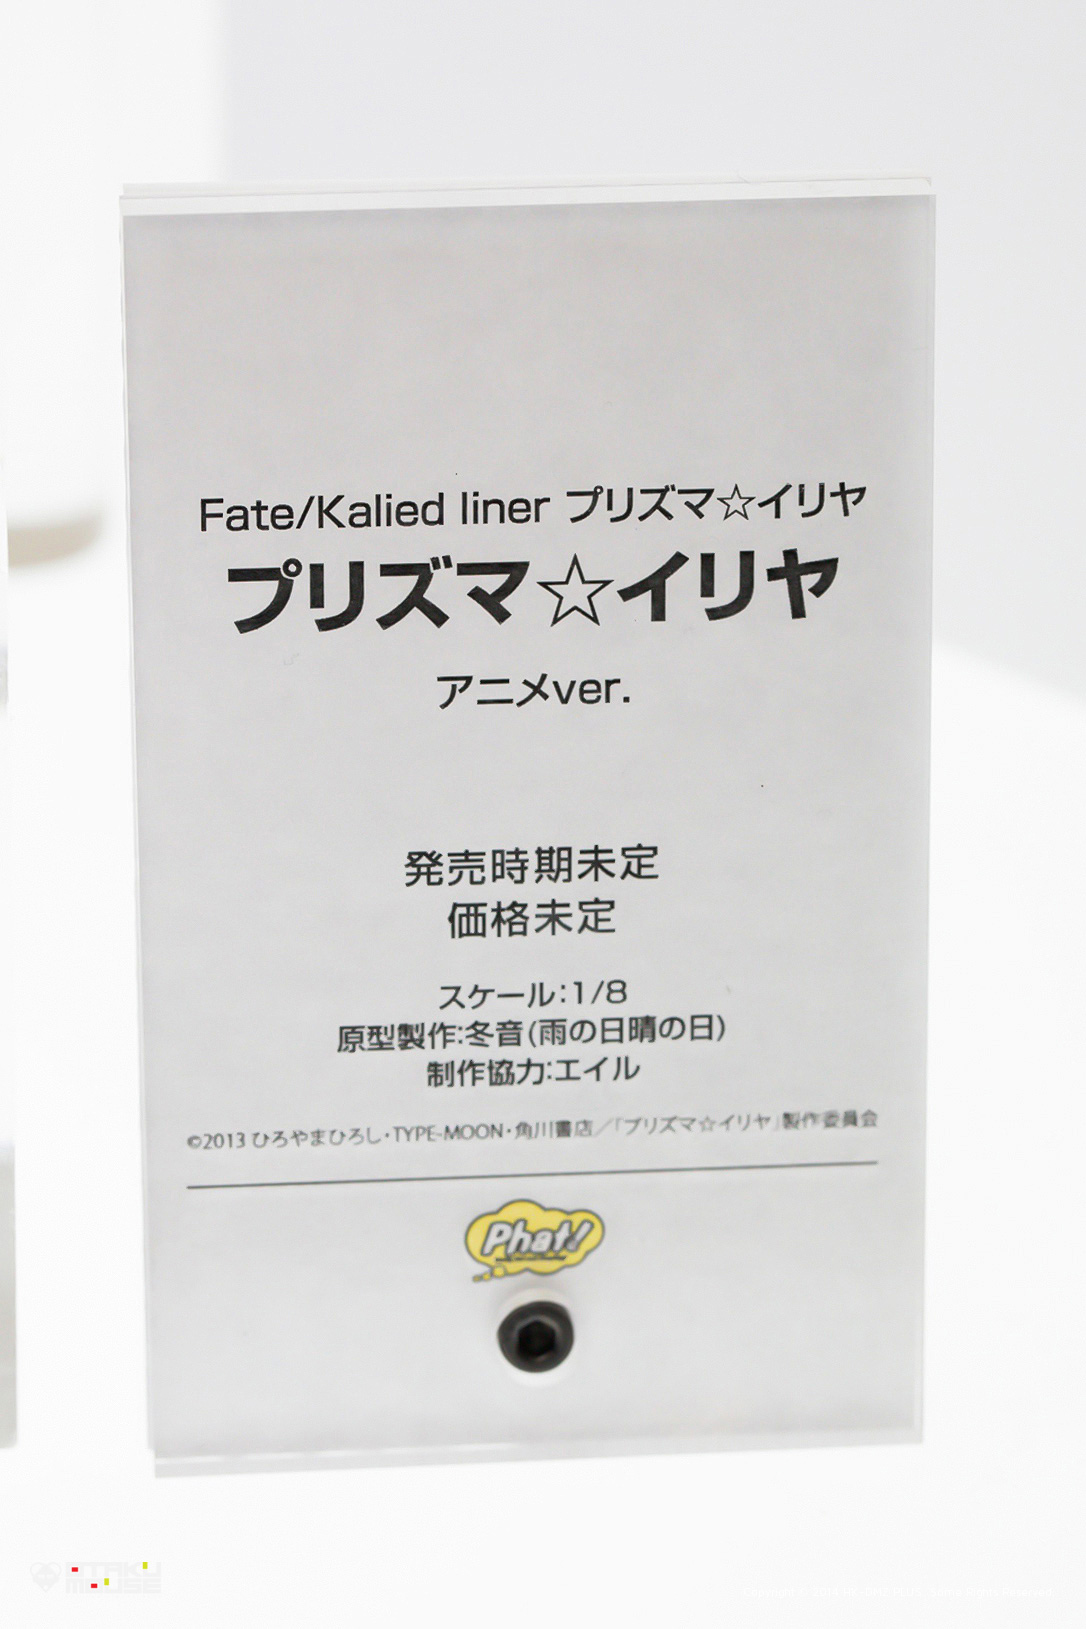 Fate/Kalied liner プリズマ☆イリヤ
プリズマ☆イリヤ
アニメver.
発売時期未定
価格未定
スケール:1/8
原型製作:冬音(雨の日晴の日)
制作協力:エイル
©2013 ひろやまひろし・TYPE-MOON・角川書店／「プリズマ☆イリヤ」製作委員会
Phat!
OTAKU
MOUSE